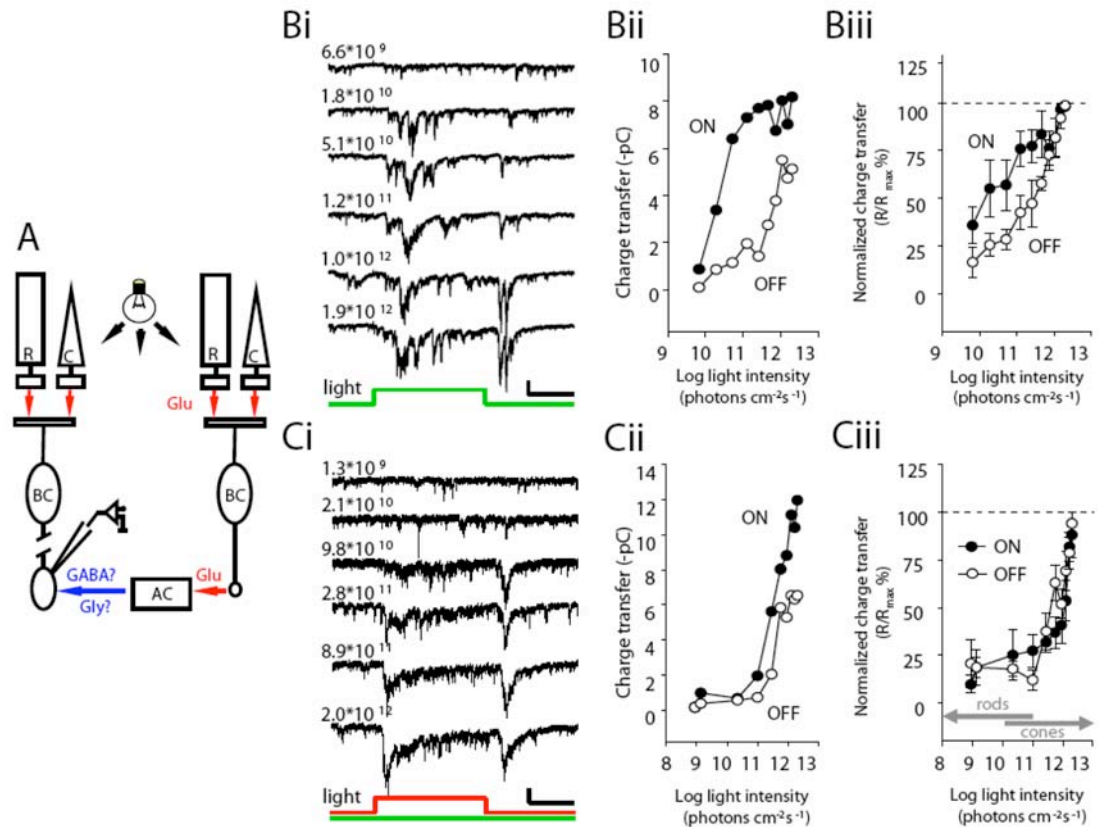 A
R
C
R
C
Glu
BC
BC
GABA?
Gly?
AC
Glu
Bi
6.6*10 9
1.8*10 10
5.1*10 10
1.2*10 11
1.0*10 12
1.9*10 12
light
Bii
Charge transfer (-pC)
10
8
6
4
2
0
ON
OFF
9 10 11 12 13
Log light intensity
(photons cm-2s-1)
Biii
Normalized charge transfer
(R/Rmax %)
125
100
75
50
25
0
ON
OFF
9 10 11 12 13
Log light intensity
(photons cm-2s-1)
Ci
1.3*10 9
2.1*10 10
9.8*10 10
2.8*10 11
8.9*10 11
2.0*10 12
light
Cii
Charge transfer (-pC)
14
12
10
8
6
4
2
0
ON
OFF
9 10 11 12 13
Log light intensity
(photons cm-2s-1)
Ciii
Normalized charge transfer
(R/Rmax %)
125
100
75
50
25
0
ON
OFF
rods
cones
9 10 11 12 13
Log light intensity
(photons cm-2s-1)